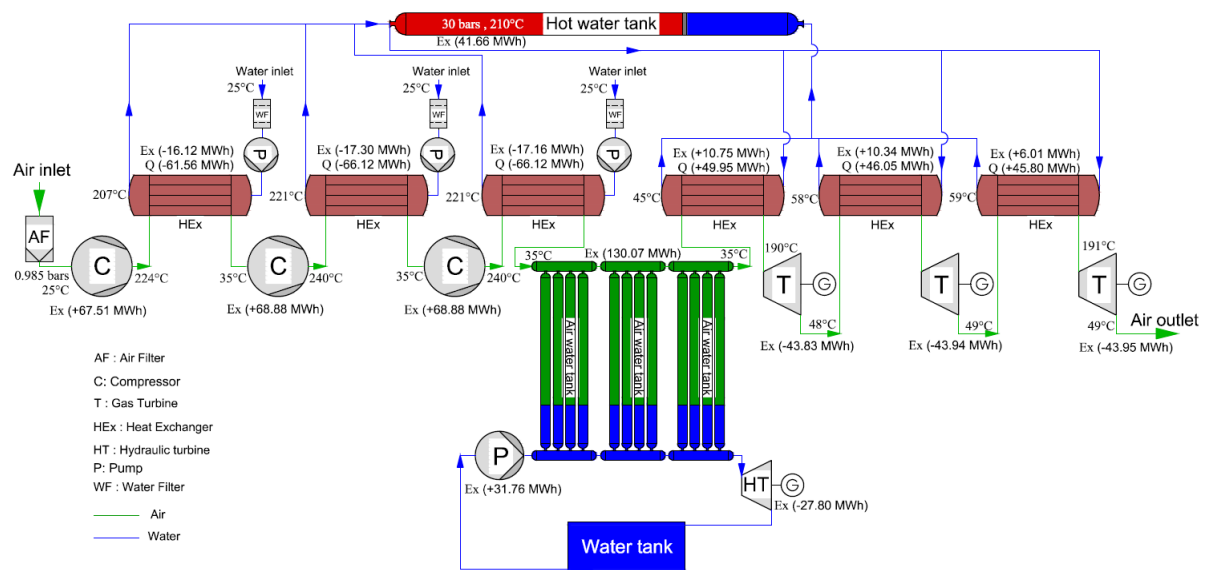 30 bars , 210°C
Hot water tank
Ex (41.66 MWh)
Water inlet
25°C
WF
P
Water inlet
25°C
WF
P
Water inlet
25°C
WF
P
Ex (-16.12 MWh)
Q (-61.56 MWh)
207°C
HEx
Ex (-17.30 MWh)
Q (-66.12 MWh)
221°C
HEx
Ex (-17.16 MWh)
Q (-66.12 MWh)
221°C
HEx
Ex (+10.75 MWh)
Q (+49.95 MWh)
45°C
HEx
Ex (+10.34 MWh)
Q (+46.05 MWh)
58°C
HEx
Ex (+6.01 MWh)
Q (+45.80 MWh)
59°C
HEx
Air inlet
AF
0.985 bars
25°C
C
224°C
Ex (+67.51 MWh)
35°C
C
240°C
Ex (+68.88 MWh)
35°C
C
240°C
Ex (+68.88 MWh)
35°C
Ex (130.07 MWh)
35°C
Air water tank
Air water tank
Air water tank
190°C
T
G
48°C
Ex (-43.83 MWh)
T
G
49°C
Ex (-43.94 MWh)
191°C
T
G
49°C
Air outlet
Ex (-43.95 MWh)
P
Ex (+31.76 MWh)
HT
G
Ex (-27.80 MWh)
Water tank
AF : Air Filter
C: Compressor
T : Gas Turbine
HEx : Heat Exchanger
HT : Hydraulic turbine
P: Pump
WF : Water Filter
Air
Water